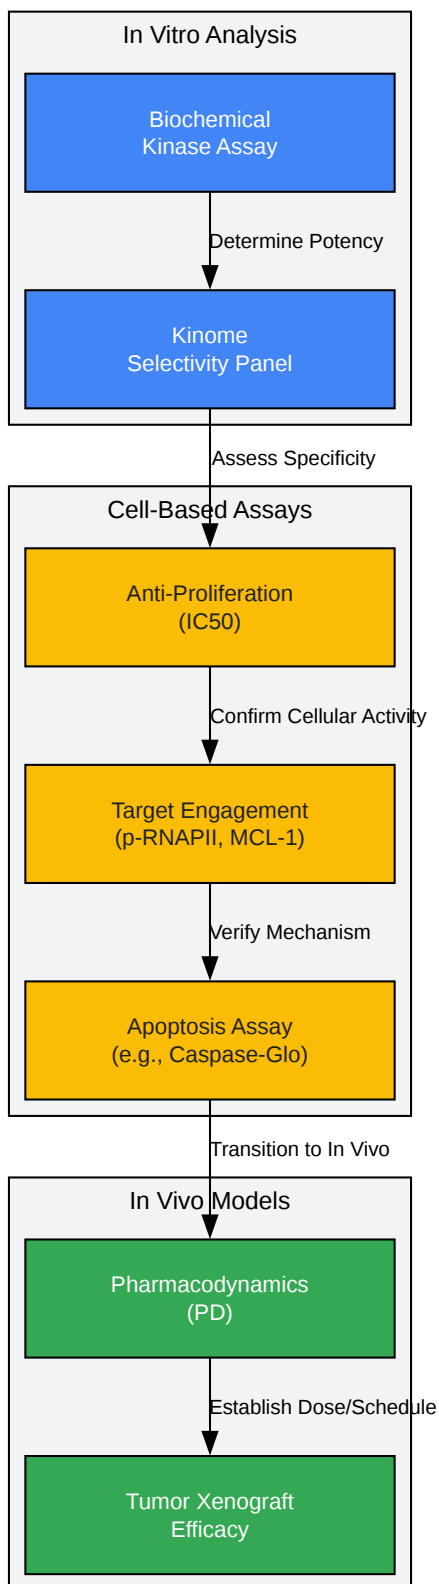 In Vitro Analysis
Biochemical
Kinase Assay
Determine Potency
Kinome
Selectivity Panel
Assess Specificity
Cell-Based Assays
Anti-Proliferation
(IC50)
Confirm Cellular Activity
Target Engagement
(p-RNAPII, MCL-1)
Verify Mechanism
Apoptosis Assay
(e.g., Caspase-Glo)
Transition to In Vivo
In Vivo Models
Pharmacodynamics
(PD)
Establish Dose/Schedule
Tumor Xenograft
Efficacy